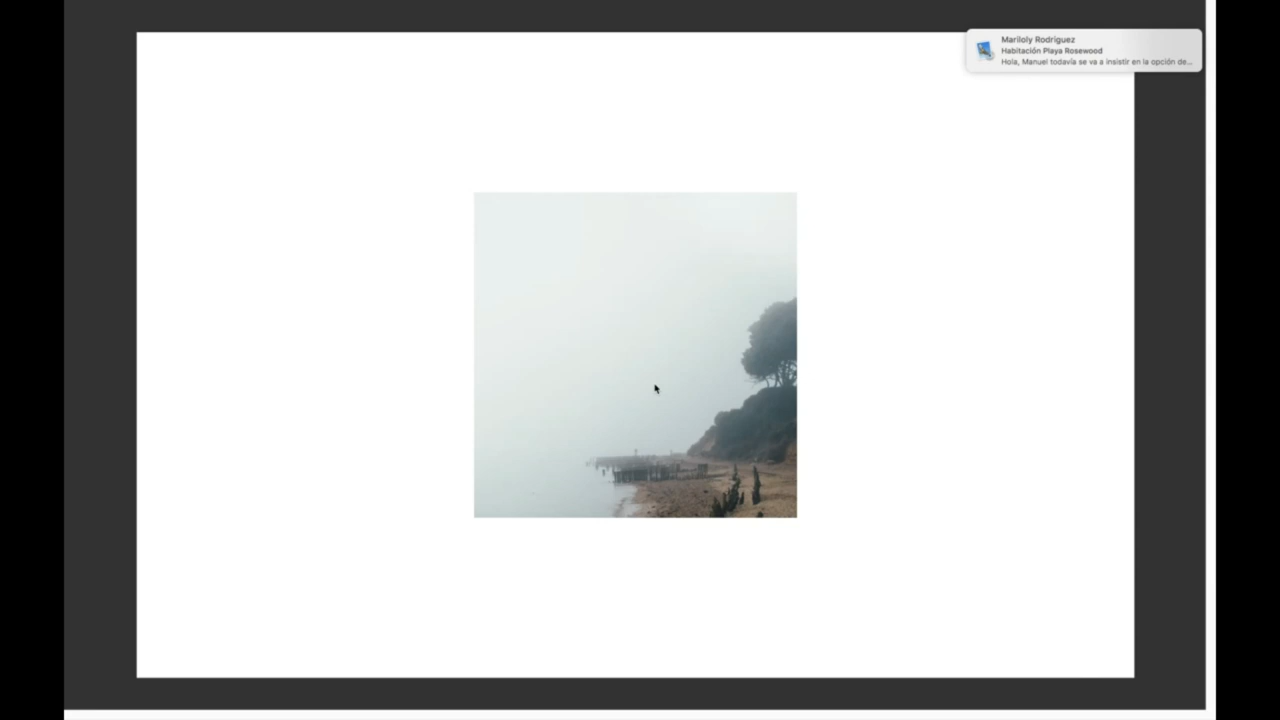 Mariloly Rodriguez
Habitación Playa Rosewood
Hola, Manuel todavía se va a insistir en la opción de...